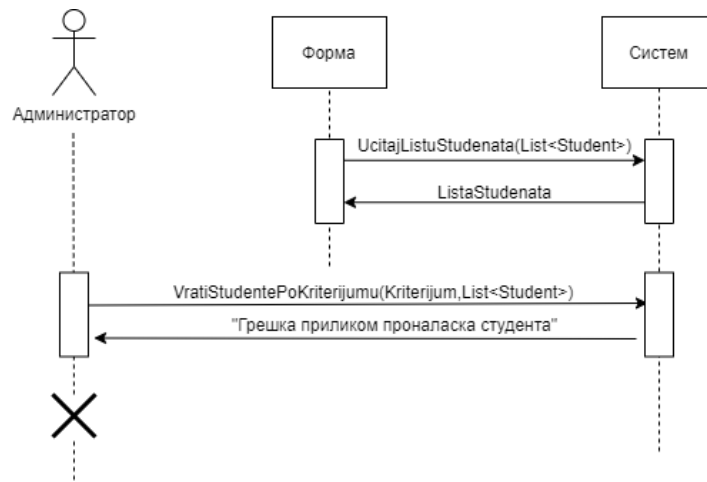 Форма
Систем
Администратор
UcitajListuStudenata(List<Student>)
ListaStudenata
VratiStudentePoKriterijumu(Kriterijum,List<Student>)
"Грешка приликом проналаска студента"